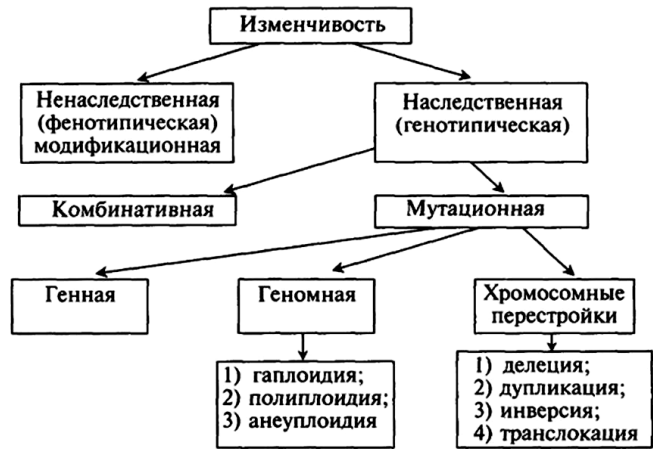 Изменчивость
Ненаследственная
(фенотипическая)
модификационная
Наследственная
(генотипическая)
Комбинативная
Мутационная
Генная
Геномная
Хромосомные
перестройки
1) гаплоидия;
2) полиплоидия;
3) анеуплоидия
1) делеция;
2) дупликация;
3) инверсия;
4) транслокация